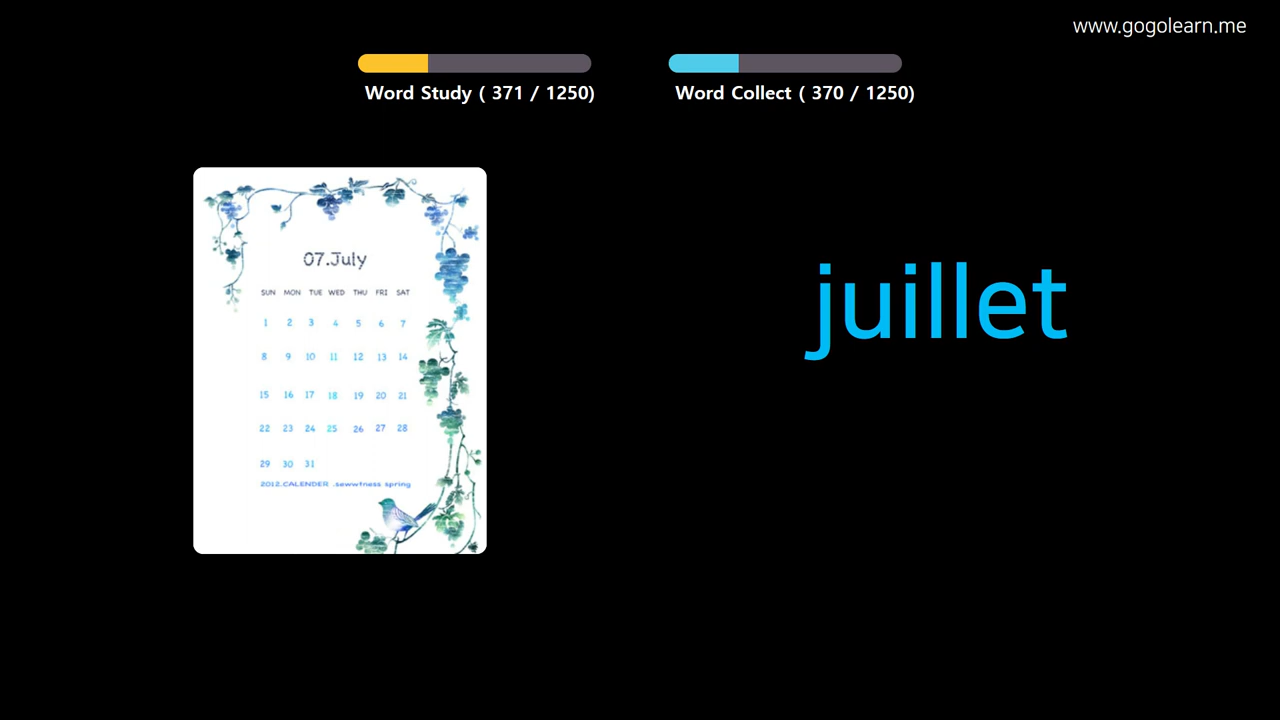 www.gogolearn.me
Word Study ( 371 / 1250)
Word Collect ( 370 / 1250)
07.July
SUN MON TUE WED THU FRI SAT
1 2 3 4 5 6 7
8 9 10 11 12 13 14
15 16 17 18 19 20 21
22 23 24 25 26 27 28
29 30 31
2012.CALENDER .sewwtness spring
juillet